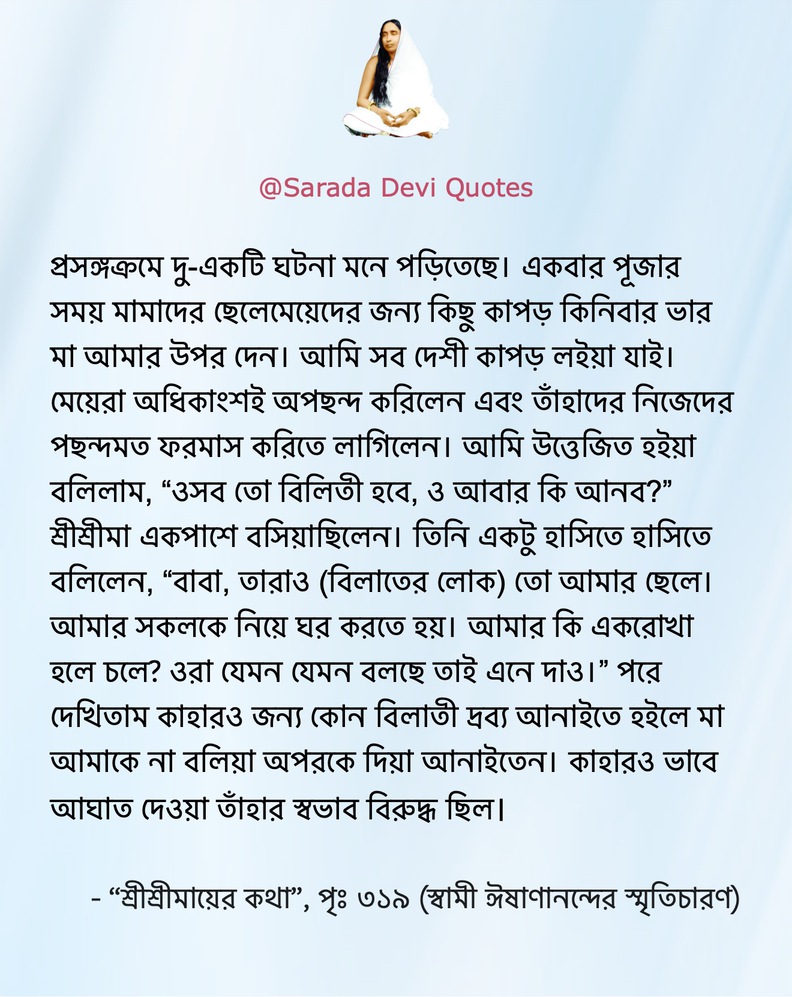 @Sarada Devi Quotes
প্রসঙ্গক্রমে দু-একটি ঘটনা মনে পড়িতেছে। একবার পূজার
সময় মামাদের ছেলেমেয়েদের জন্য কিছু কাপড় কিনিবার ভার
মা আমার উপর দেন। আমি সব দেশী কাপড় লইয়া যাই।
মেয়েরা অধিকাংশই অপছন্দ করিলেন এবং তাঁহাদের নিজেদের
পছন্দমত ফরমাস করিতে লাগিলেন। আমি উত্তেজিত হইয়া
বলিলাম, “ওসব তো বিলিতী হবে, ও আবার কি আনব?”
শ্রীশ্রীমা একপাশে বসিয়াছিলেন। তিনি একটু হাসিতে হাসিতে
বলিলেন, “বাবা, তারাও (বিলাতের লোক) তো আমার ছেলে।
আমার সকলকে নিয়ে ঘর করতে হয়। আমার কি একরোখা
হলে চলে? ওরা যেমন যেমন বলছে তাই এনে দাও।” পরে
দেখিতাম কাহারও জন্য কোন বিলাতী দ্রব্য আনাইতে হইলে মা
আমাকে না বলিয়া অপরকে দিয়া আনাইতেন। কাহারও ভাবে
আঘাত দেওয়া তাঁহার স্বভাব বিরুদ্ধ ছিল।
- “শ্রীশ্রীমায়ের কথা”, পৃঃ ৩১৯ (স্বামী ঈষাণানন্দের স্মৃতিচারণ)